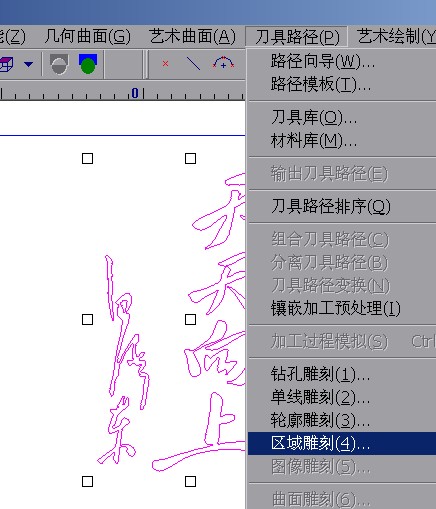 (Z) 几何曲面(G) 艺术曲面(A) 刀具路径(P) 艺术绘制(Y
0
路径向导(W)...
路径模板(T)...
刀具库(O)...
材料库(M)...
输出刀具路径(E)
刀具路径排序(Q)
组合刀具路径(C)
分离刀具路径(B)
刀具路径变换(N)
镶嵌加工预处理(I)
加工过程模拟(S) Ctrl
钻孔雕刻(1)...
单线雕刻(2)...
轮廓雕刻(3)...
区域雕刻(4)...
图像雕刻(5)...
曲面雕刻(6)...
天天向上
毛泽东